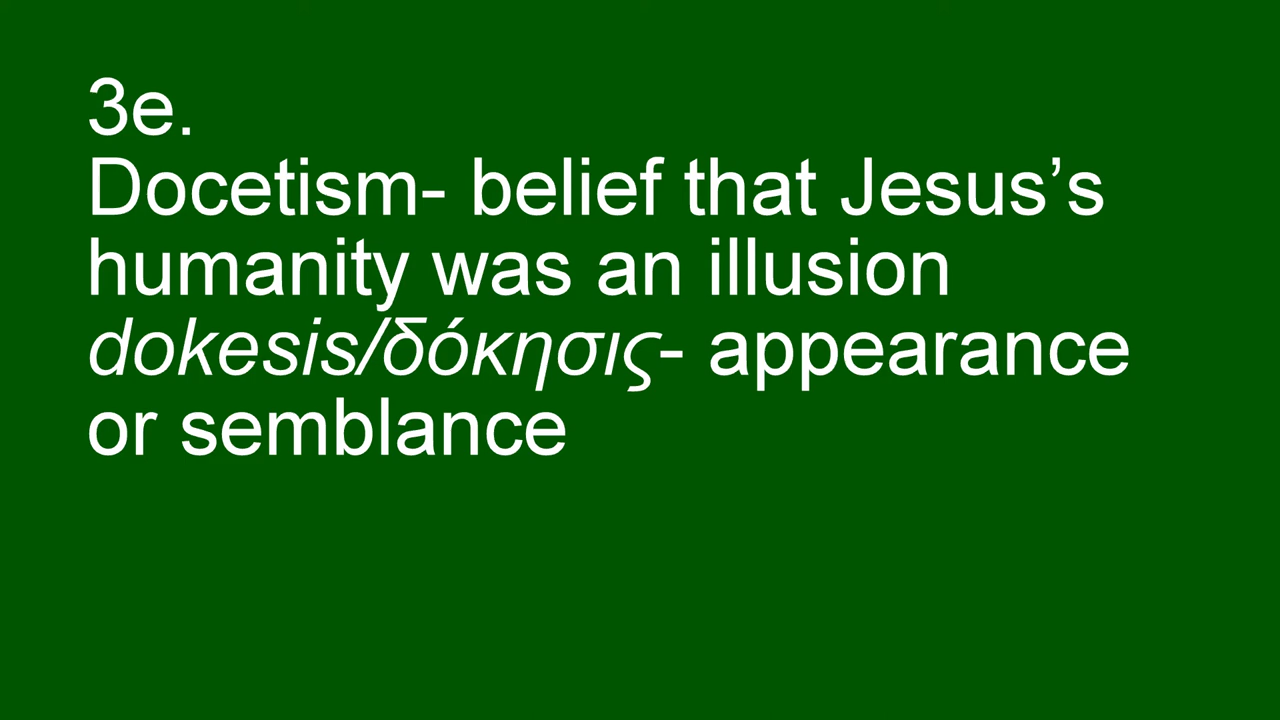 3e.
Docetism- belief that Jesus’s
humanity was an illusion
dokesis/δόκησις- appearance
or semblance